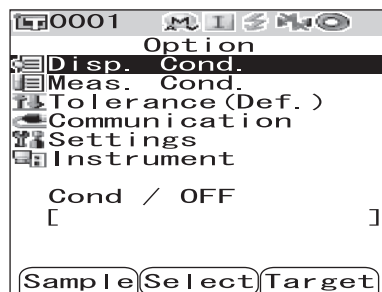 0001 M I
Option
Disp. Cond.
Meas. Cond.
Tolerance(Def.)
Communication
Settings
Instrument
Cond / OFF
[ ]
Sample Select Target